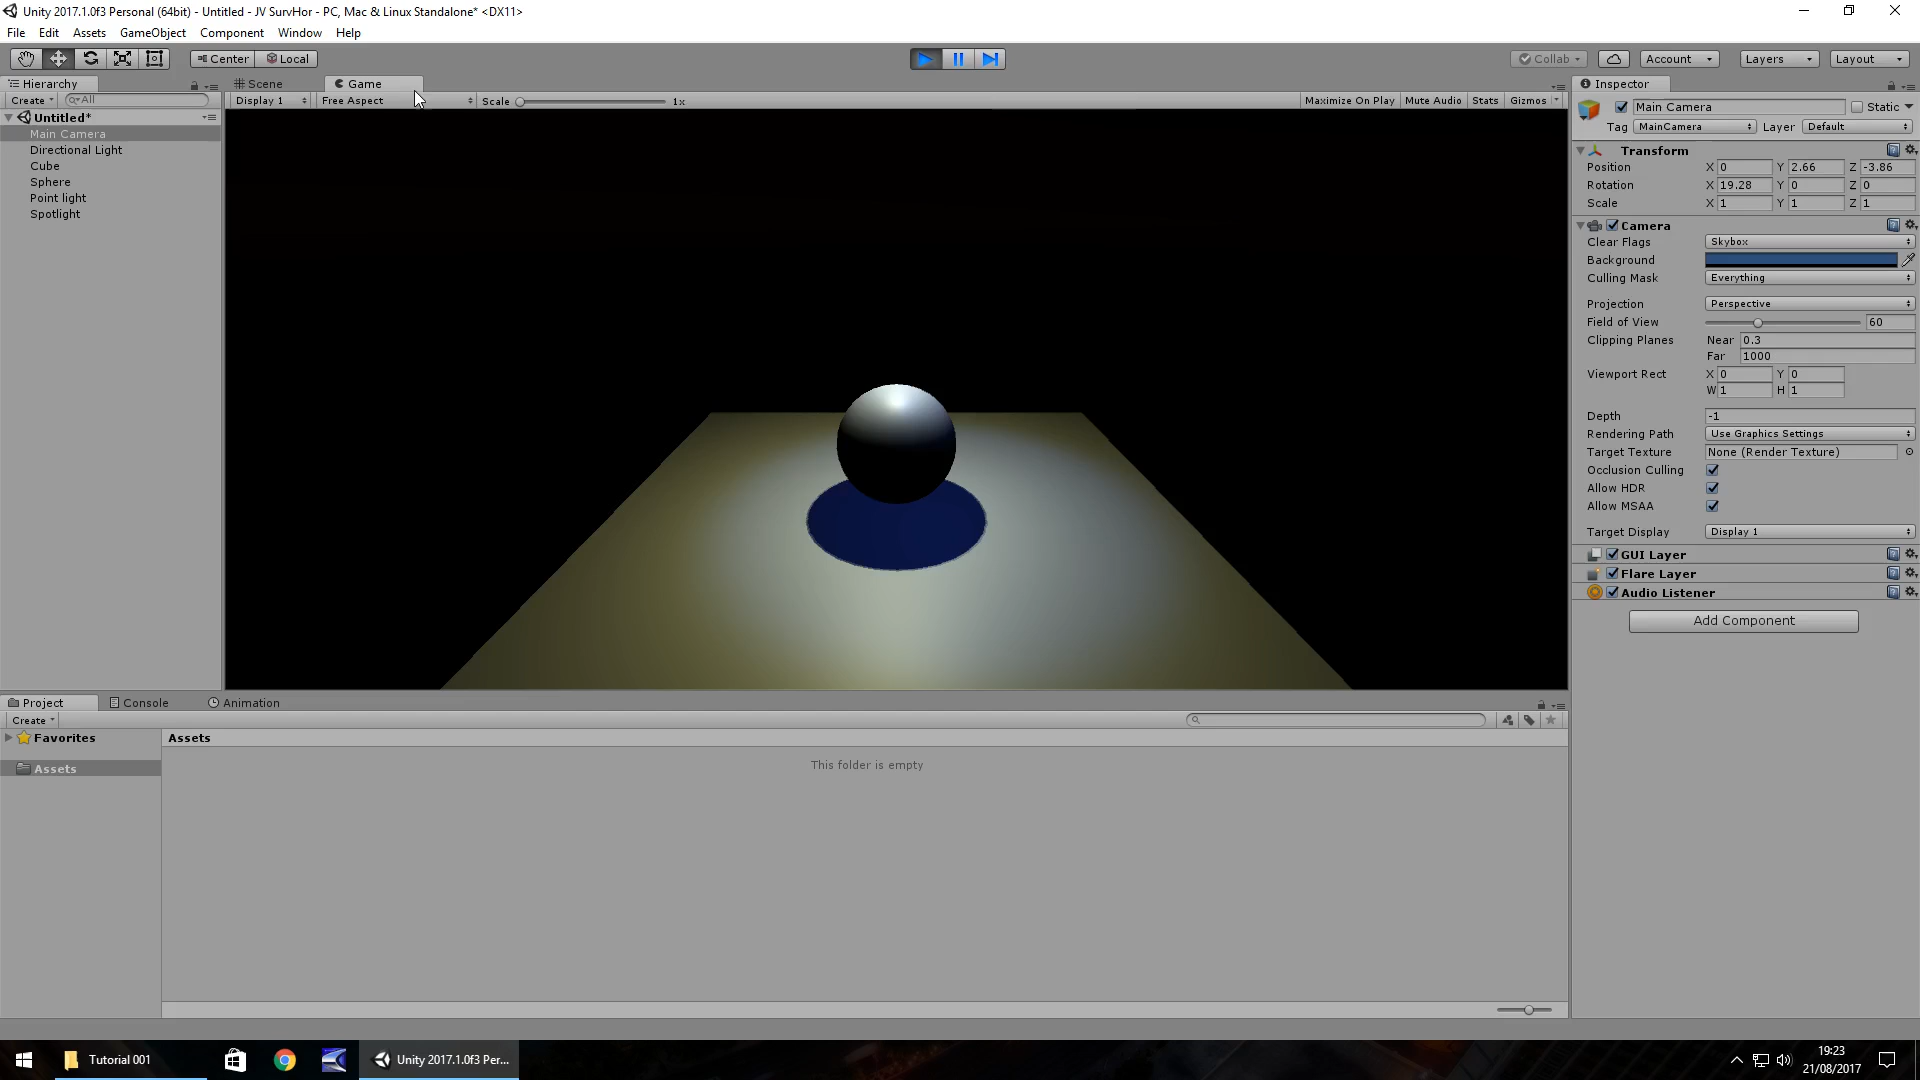 Unity 2017.1.0f3 Personal (64bit) - Untitled - JV SurvHor - PC, Mac & Linux Standalone* <DX11>
File Edit Assets GameObject Component Window Help
Center Local Collab Account Layers Layout
Hierarchy
Create All
Untitled*
Main Camera
Directional Light
Cube
Sphere
Point light
Spotlight
Scene Game
Display 1 Free Aspect Scale 1x Maximize On Play Mute Audio Stats Gizmos
Inspector
Main Camera Static
Tag MainCamera Layer Default
Transform
Position X 0 Y 2.66 Z -3.86
Rotation X 19.28 Y 0 Z 0
Scale X 1 Y 1 Z 1
Camera
Clear Flags Skybox
Background
Culling Mask Everything
Projection Perspective
Field of View 60
Clipping Planes Near 0.3
Far 1000
Viewport Rect X 0 Y 0
W 1 H 1
Depth -1
Rendering Path Use Graphics Settings
Target Texture None (Render Texture)
Occlusion Culling
Allow HDR
Allow MSAA
Target Display Display 1
GUI Layer
Flare Layer
Audio Listener
Add Component
Project Console Animation
Create
Favorites
Assets
Assets
This folder is empty
Tutorial 001
Unity 2017.1.0f3 Per...
19:23
21/08/2017